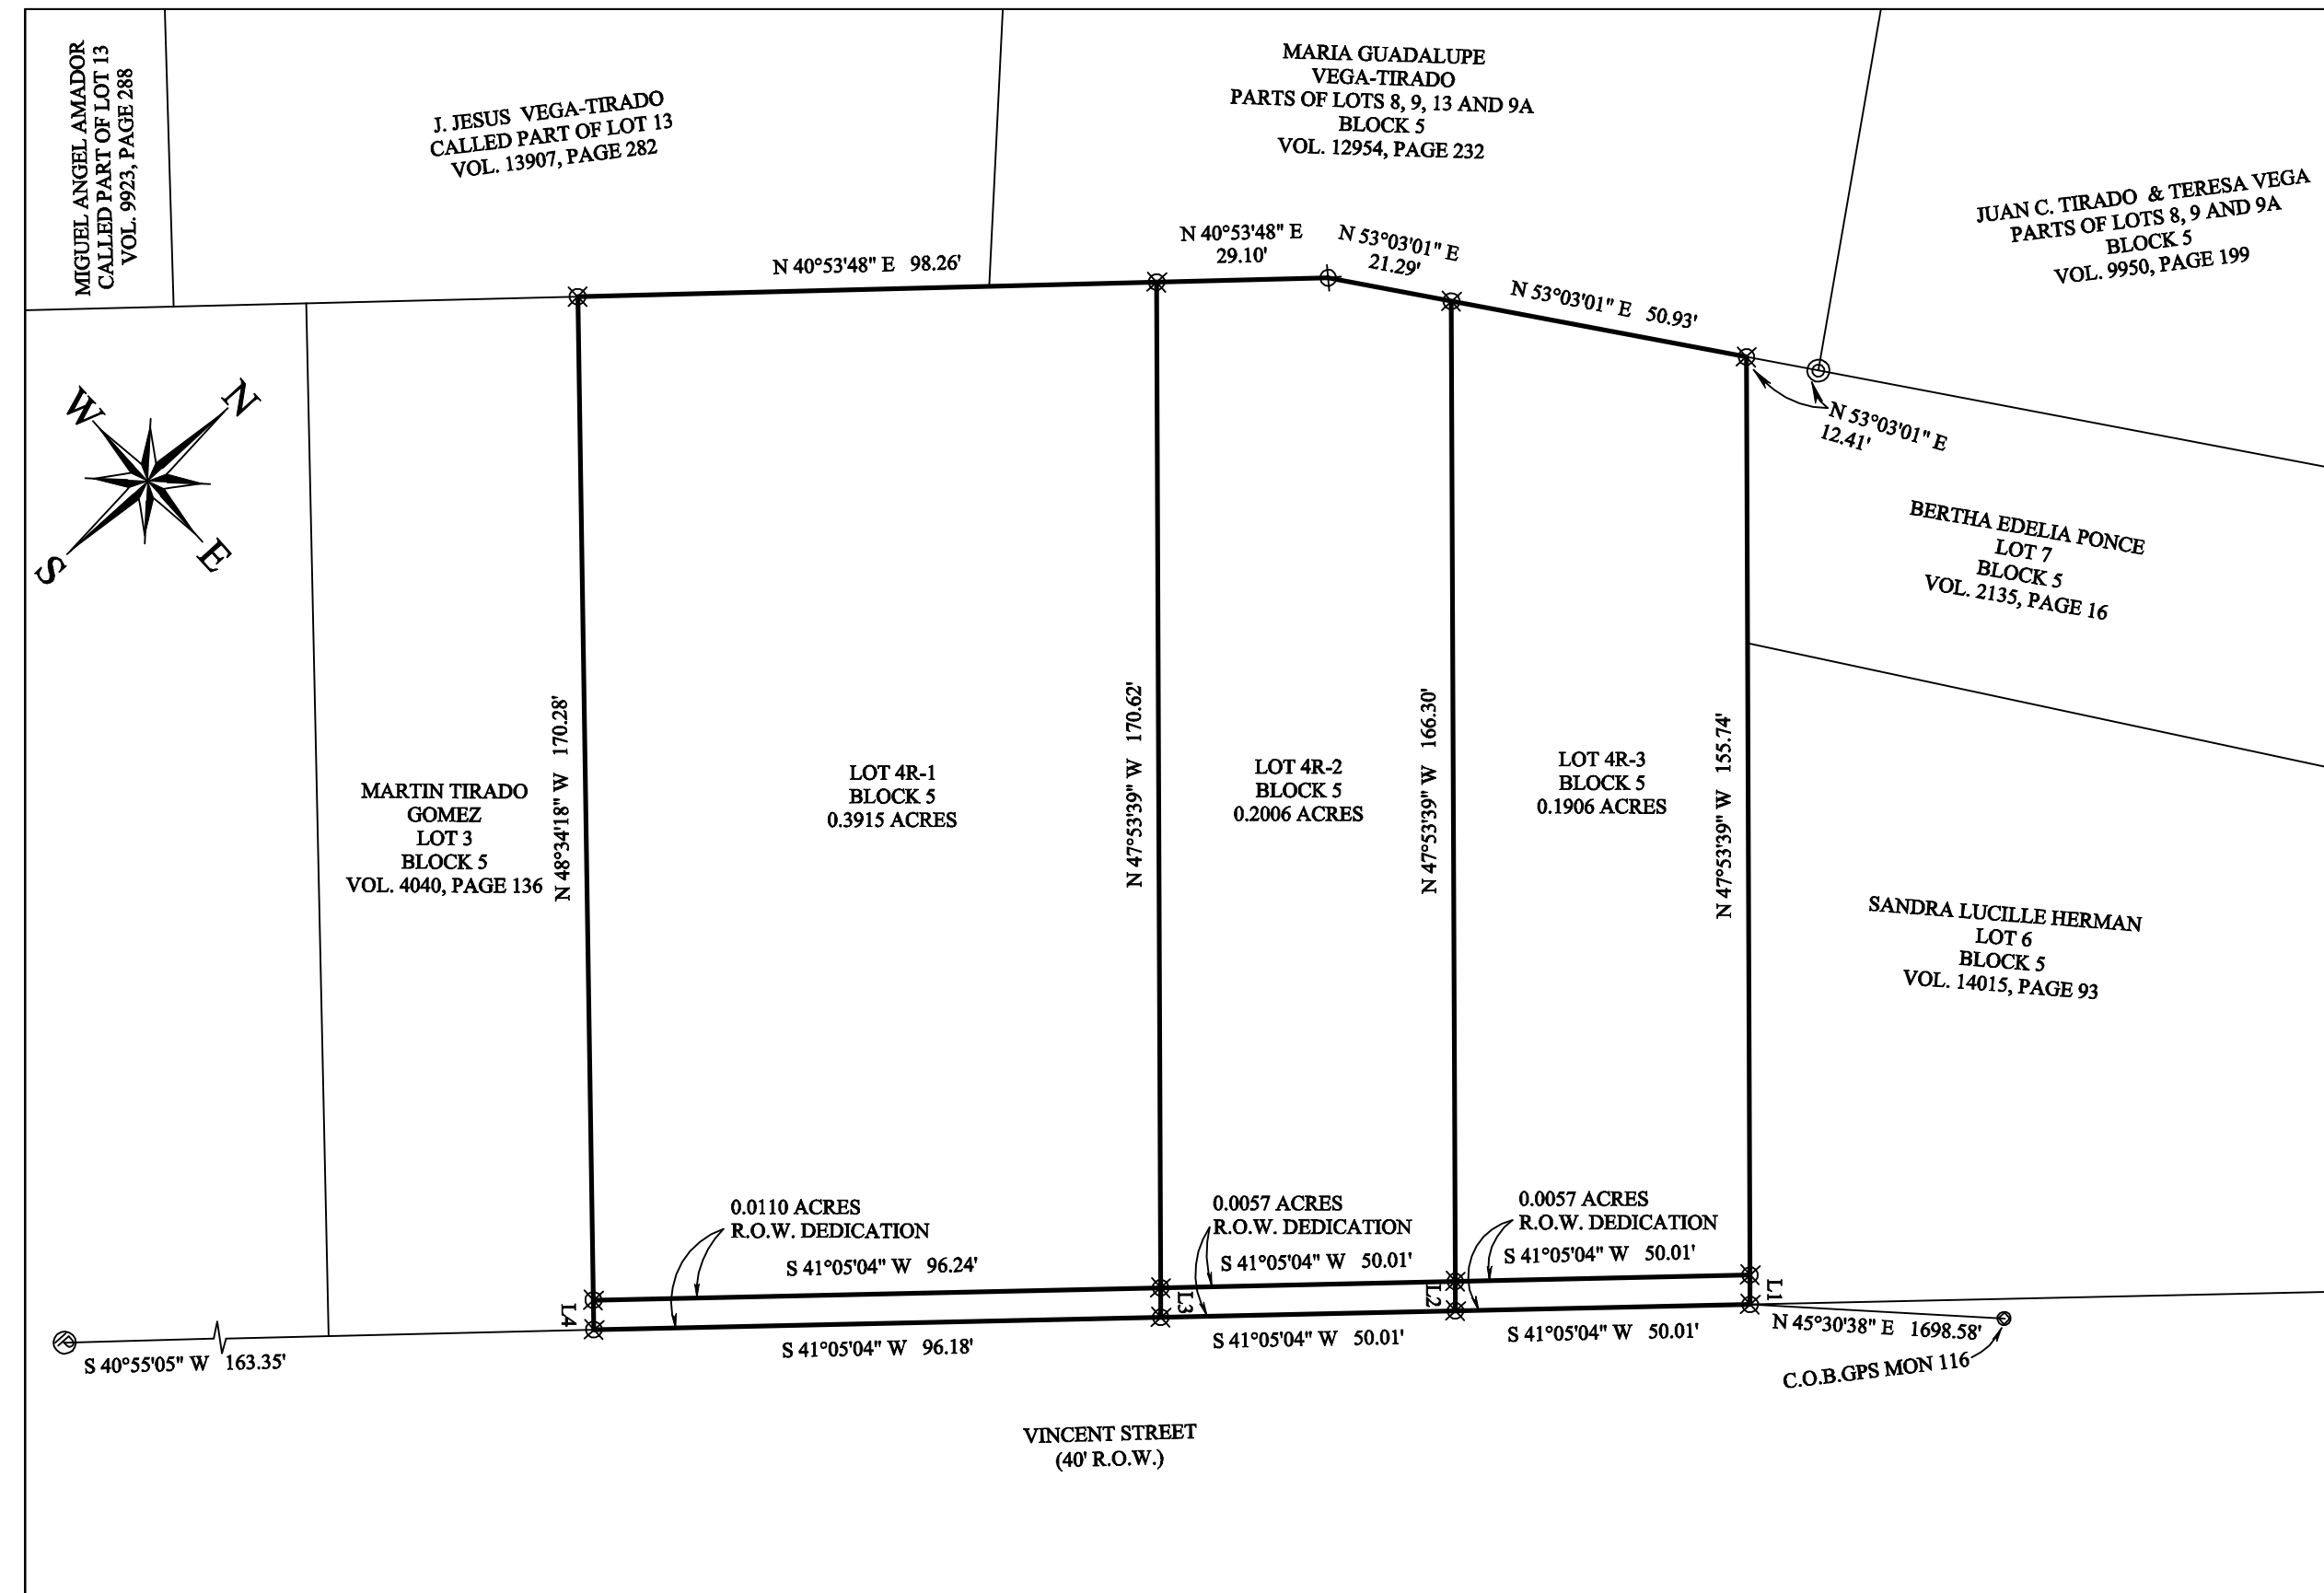 MIGUEL ANGEL AMADOR
CALLED PART OF LOT 13
VOL. 9923, PAGE 288
J. JESUS VEGA-TIRADO
CALLED PART OF LOT 13
VOL. 13907, PAGE 282
MARIA GUADALUPE
VEGA-TIRADO
PARTS OF LOTS 8, 9, 13 AND 9A
BLOCK 5
VOL. 12954, PAGE 232
JUAN C. TIRADO & TERESA VEGA
PARTS OF LOTS 8, 9 AND 9A
BLOCK 5
VOL. 9950, PAGE 199
N 40°53'48" E 98.26'
N 40°53'48" E
29.10'
N 53°03'01" E
21.29'
N 53°03'01" E 50.93'
N 53°03'01" E
12.41'
W
N
S
E
BERTHA EDELIA PONCE
LOT 7
BLOCK 5
VOL. 2135, PAGE 16
MARTIN TIRADO
GOMEZ
LOT 3
BLOCK 5
VOL. 4040, PAGE 136
N 48°34'18" W 170.28'
LOT 4R-1
BLOCK 5
0.3915 ACRES
N 47°53'39" W 170.62'
LOT 4R-2
BLOCK 5
0.2006 ACRES
N 47°53'39" W 166.30'
LOT 4R-3
BLOCK 5
0.1906 ACRES
N 47°53'39" W 155.74'
SANDRA LUCILLE HERMAN
LOT 6
BLOCK 5
VOL. 14015, PAGE 93
0.0110 ACRES
R.O.W. DEDICATION
S 41°05'04" W 96.24'
0.0057 ACRES
R.O.W. DEDICATION
S 41°05'04" W 50.01'
0.0057 ACRES
R.O.W. DEDICATION
S 41°05'04" W 50.01'
L4
L3
L2
L1
S 40°55'05" W 163.35'
S 41°05'04" W 96.18'
S 41°05'04" W 50.01'
S 41°05'04" W 50.01'
N 45°30'38" E 1698.58'
C.O.B.GPS MON 116
VINCENT STREET
(40' R.O.W.)